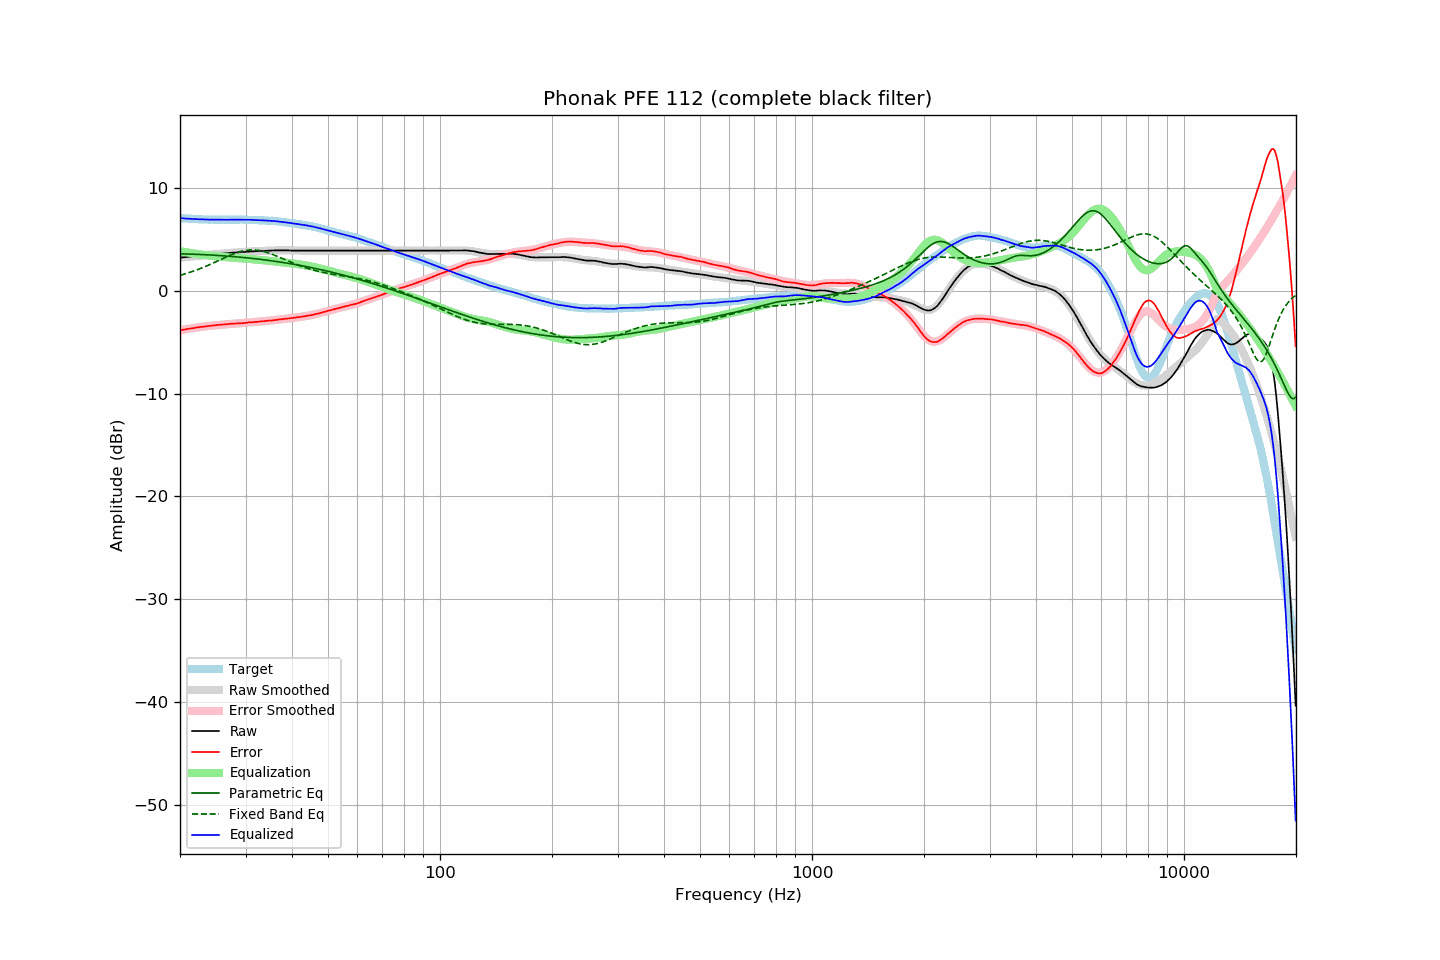 Phonak PFE 112 (complete black filter)
10
0
−10
−20
−30
−40
−50
Amplitude (dBr)
Target
Raw Smoothed
Error Smoothed
Raw
Error
Equalization
Parametric Eq
Fixed Band Eq
Equalized
100
1000
10000
Frequency (Hz)